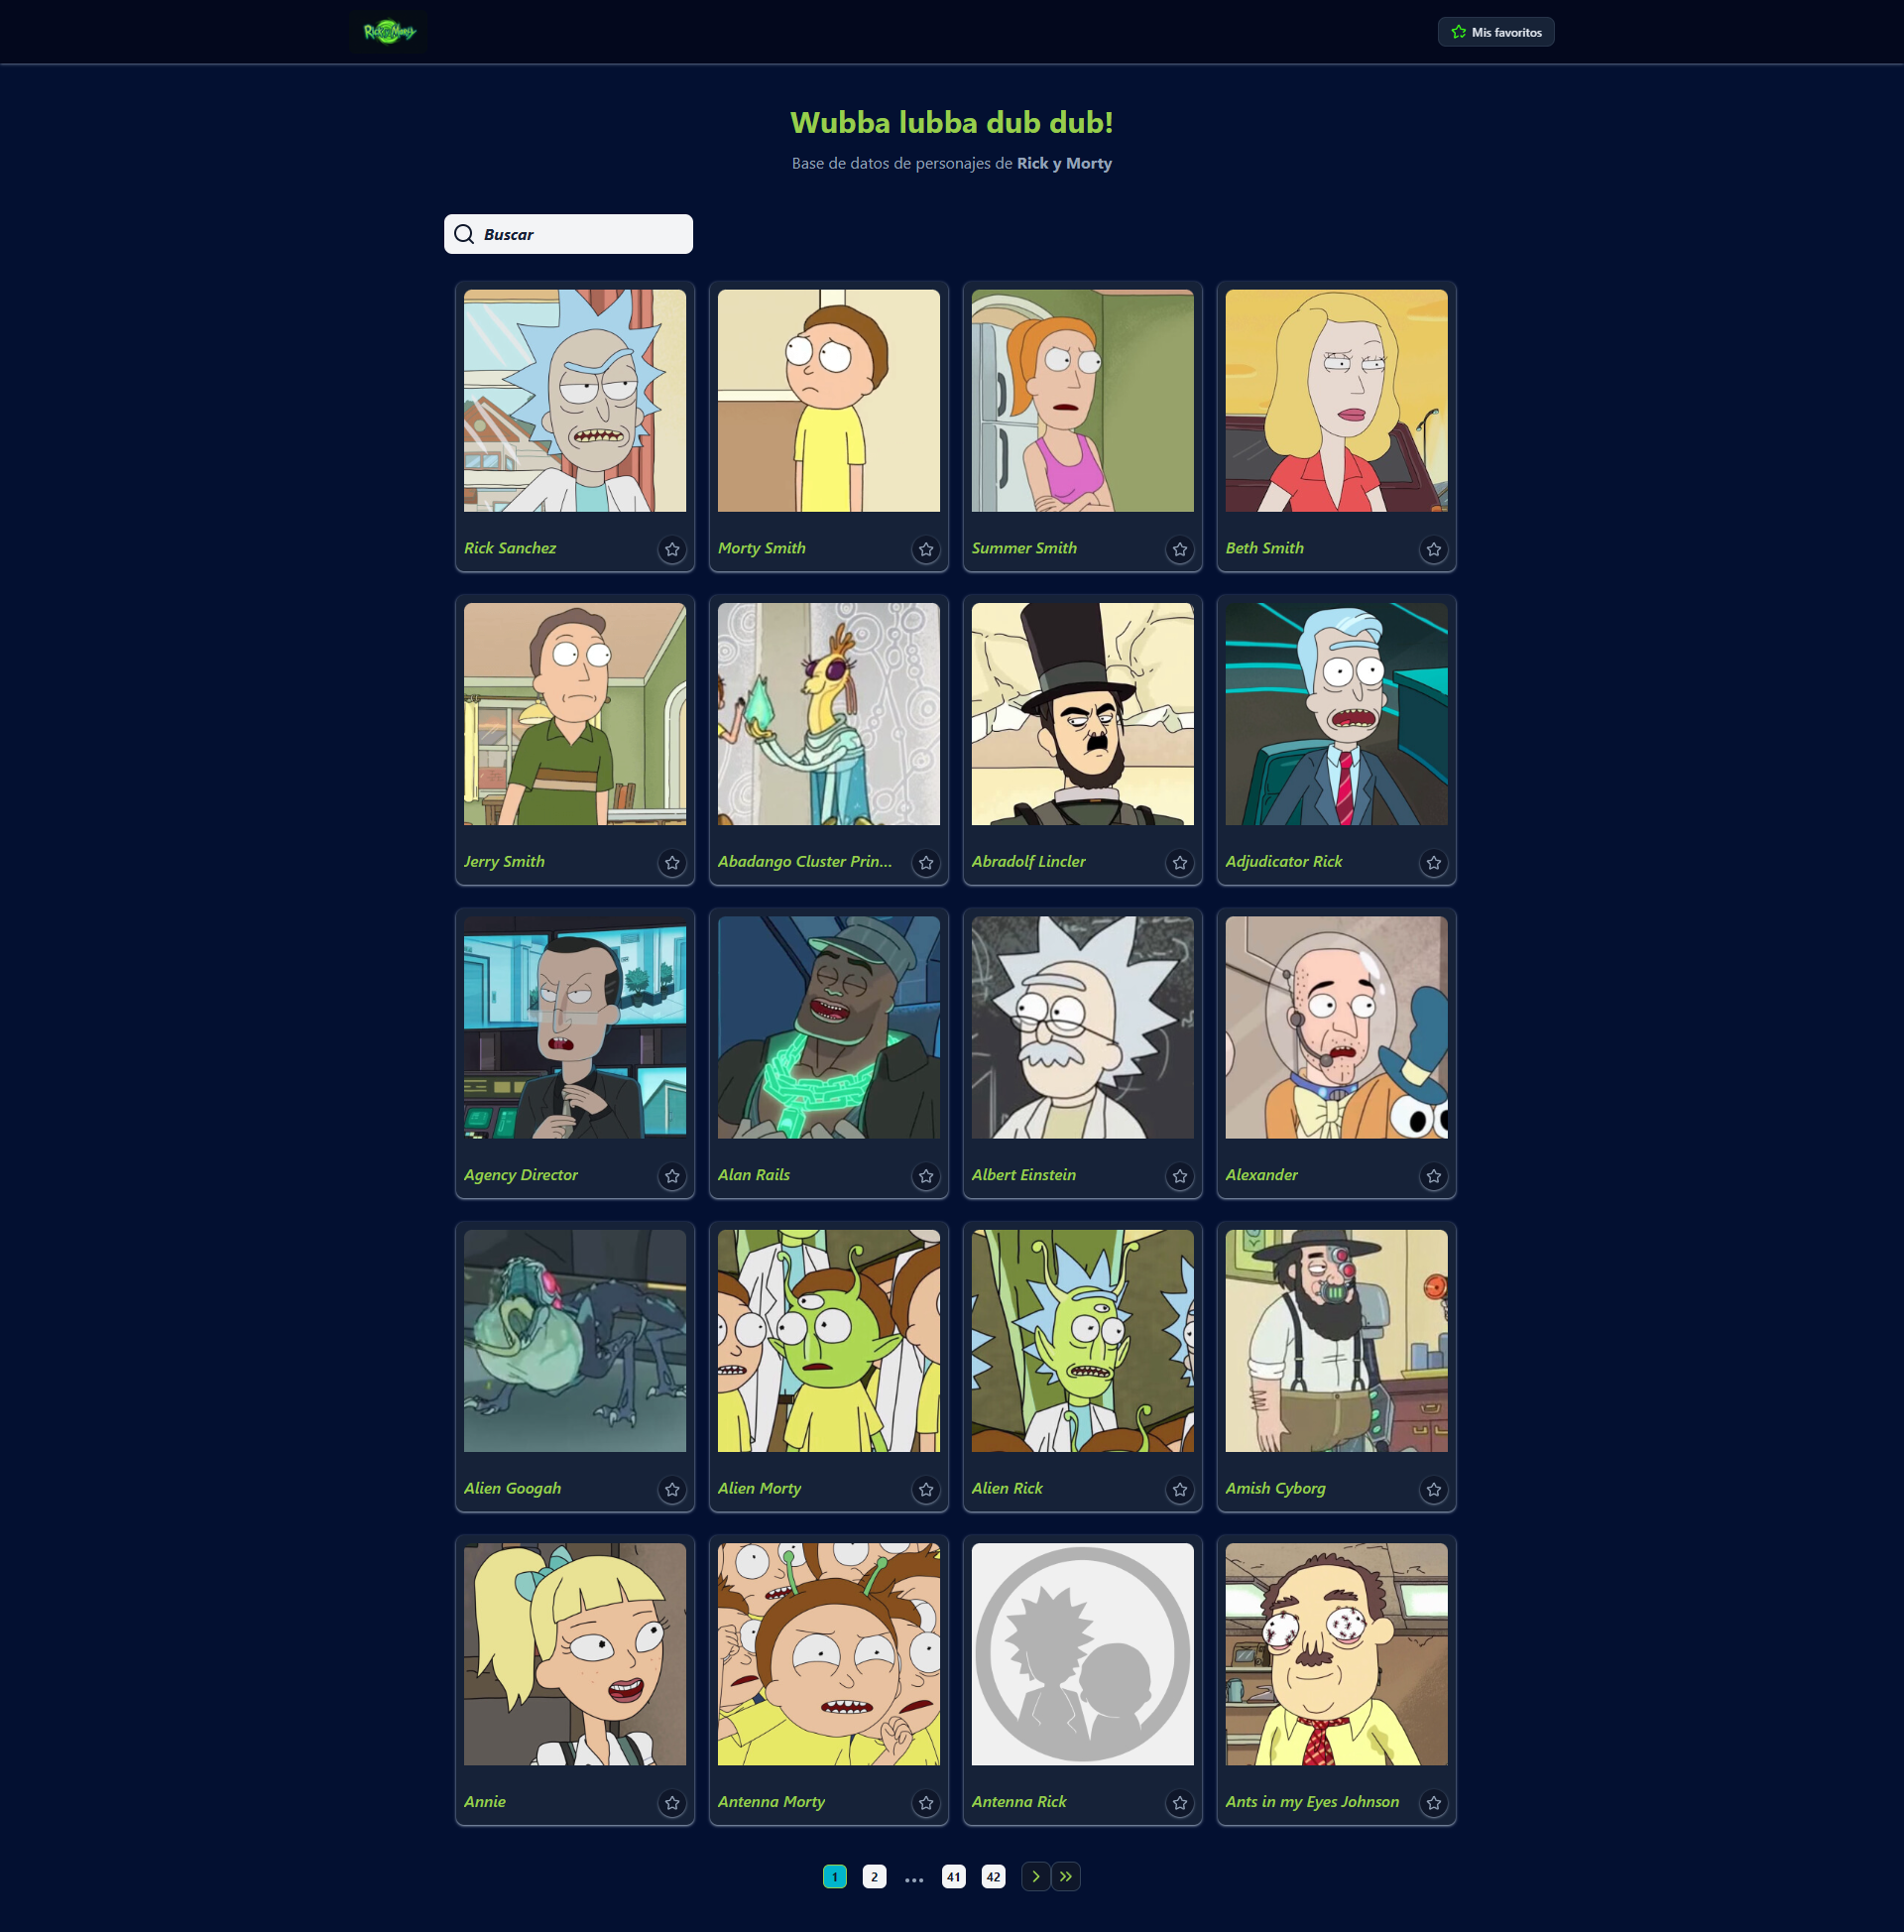 Rick and Morty
Mis favoritos
Wubba lubba dub dub!
Base de datos de personajes de Rick y Morty
Buscar
Rick Sanchez
Morty Smith
Summer Smith
Beth Smith
Jerry Smith
Abadango Cluster Prin...
Abradolf Lincler
Adjudicator Rick
Agency Director
Alan Rails
Albert Einstein
Alexander
Alien Googah
Alien Morty
Alien Rick
Amish Cyborg
Annie
Antenna Morty
Antenna Rick
Ants in my Eyes Johnson
1 2 ... 41 42